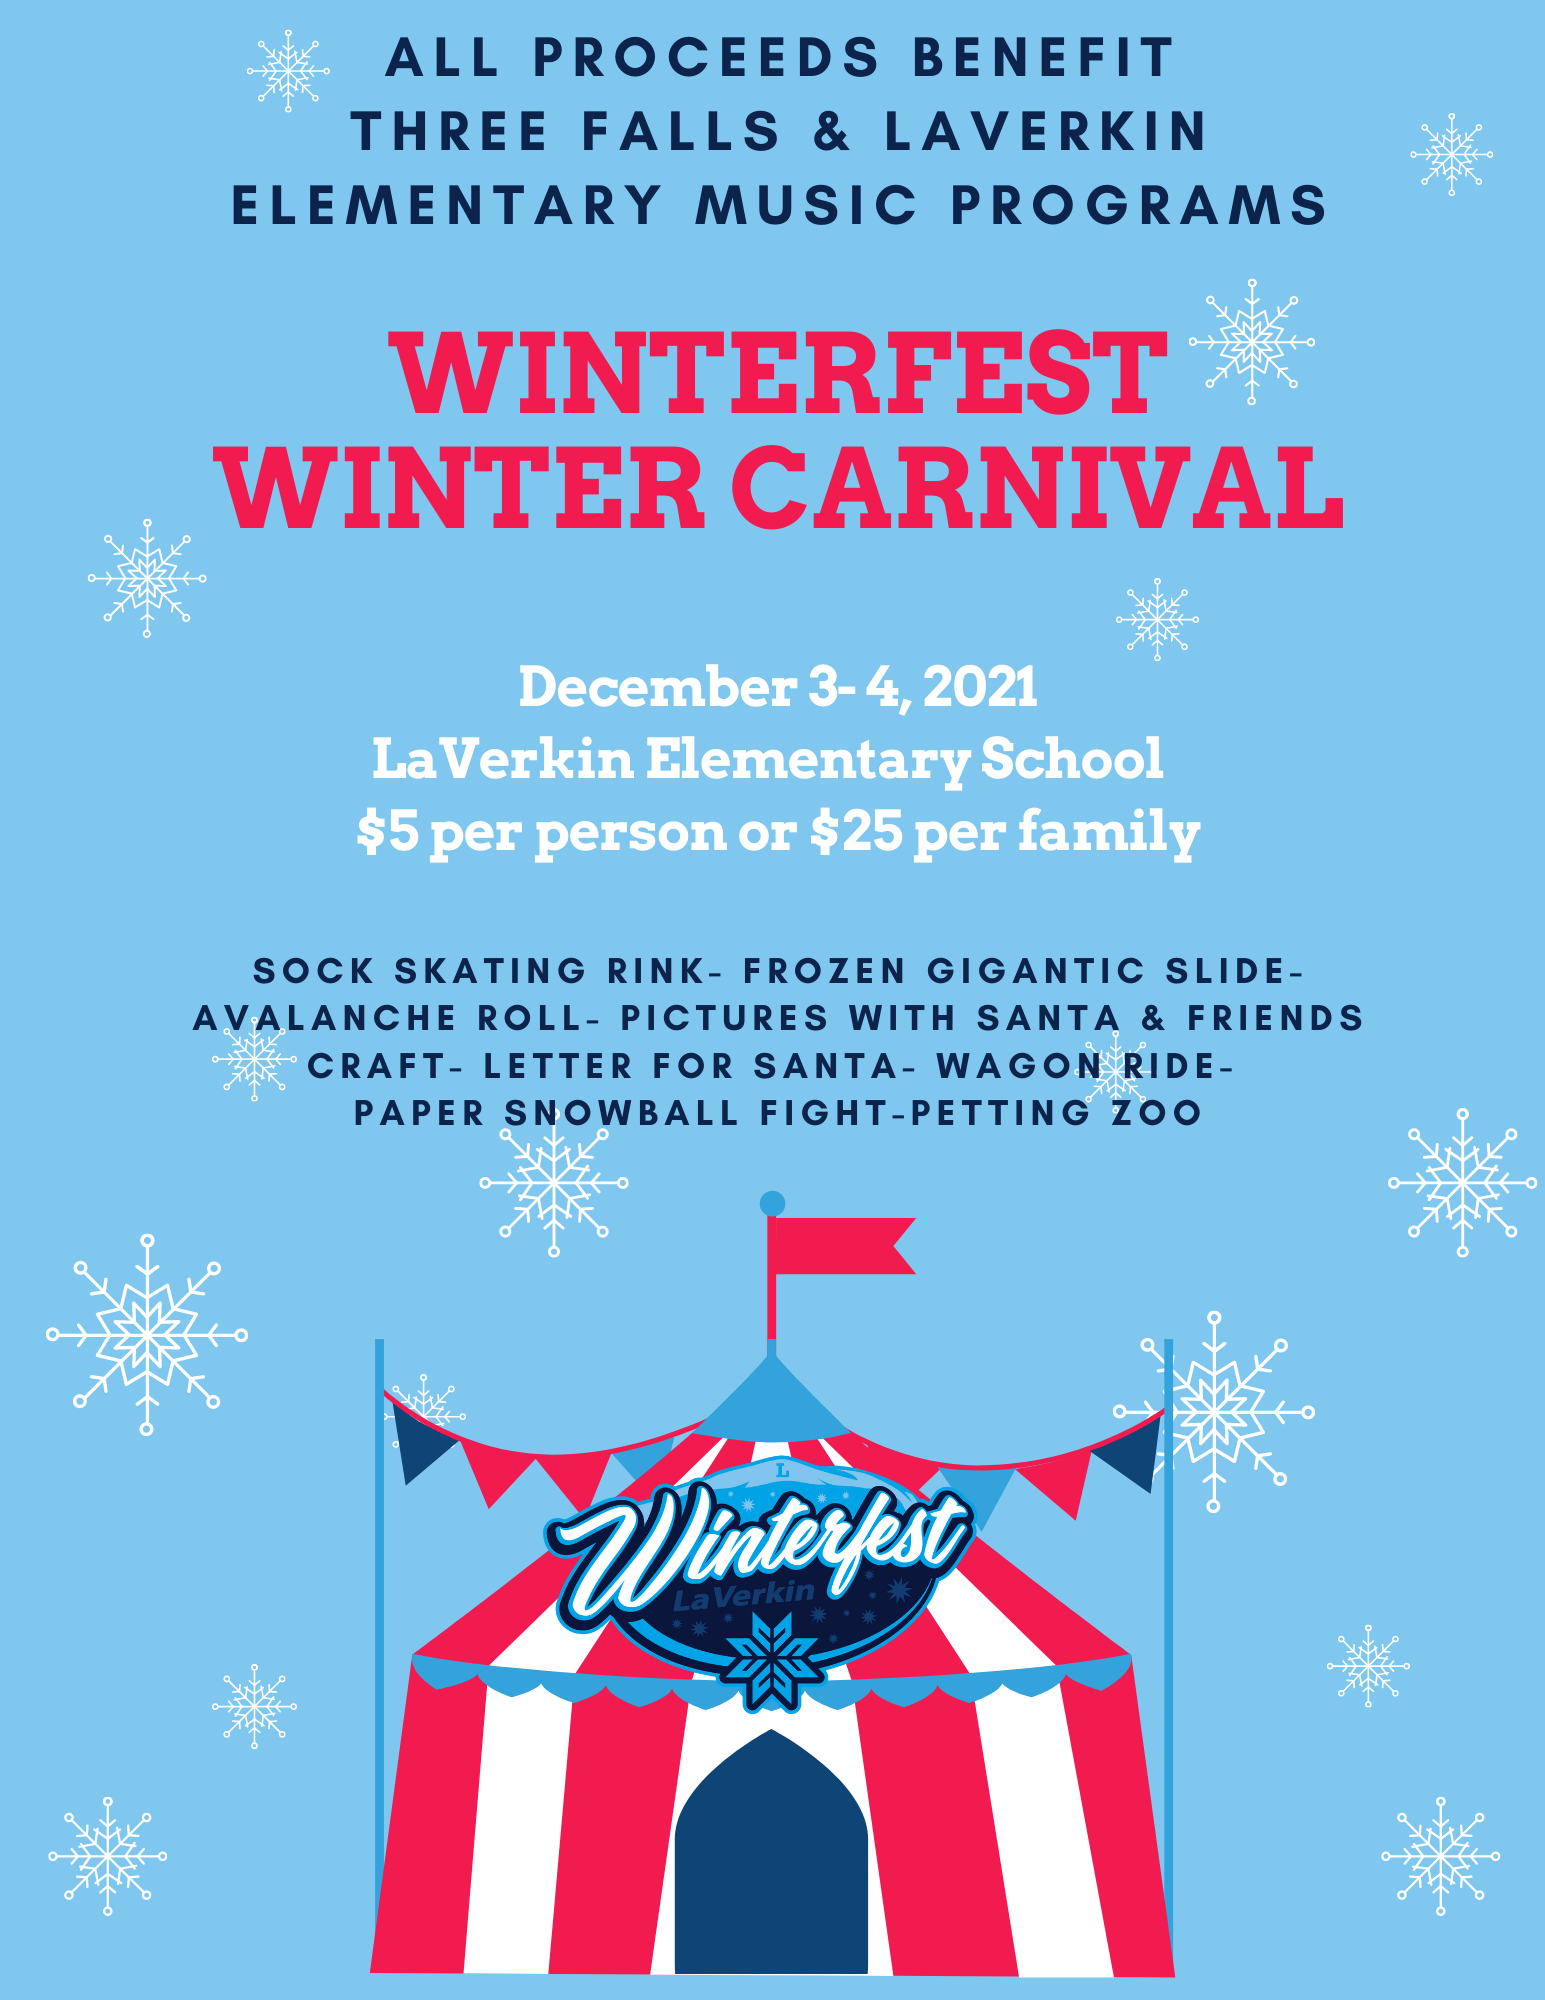 ALL PROCEEDS BENEFIT
THREE FALLS & LAVERKIN
ELEMENTARY MUSIC PROGRAMS
WINTERFEST
WINTER CARNIVAL
December 3- 4, 2021
LaVerkin Elementary School
$5 per person or $25 per family
SOCK SKATING RINK- FROZEN GIGANTIC SLIDE-
AVALANCHE ROLL- PICTURES WITH SANTA & FRIENDS
CRAFT- LETTER FOR SANTA- WAGON RIDE-
PAPER SNOWBALL FIGHT-PETTING ZOO
L
Winterfest
LaVerkin